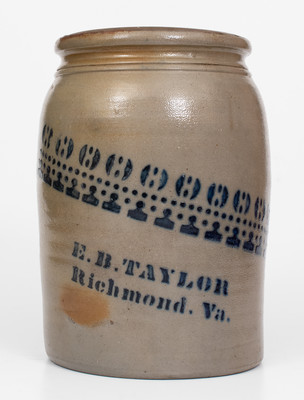 E. B. TAYLOR
Richmond. Va.